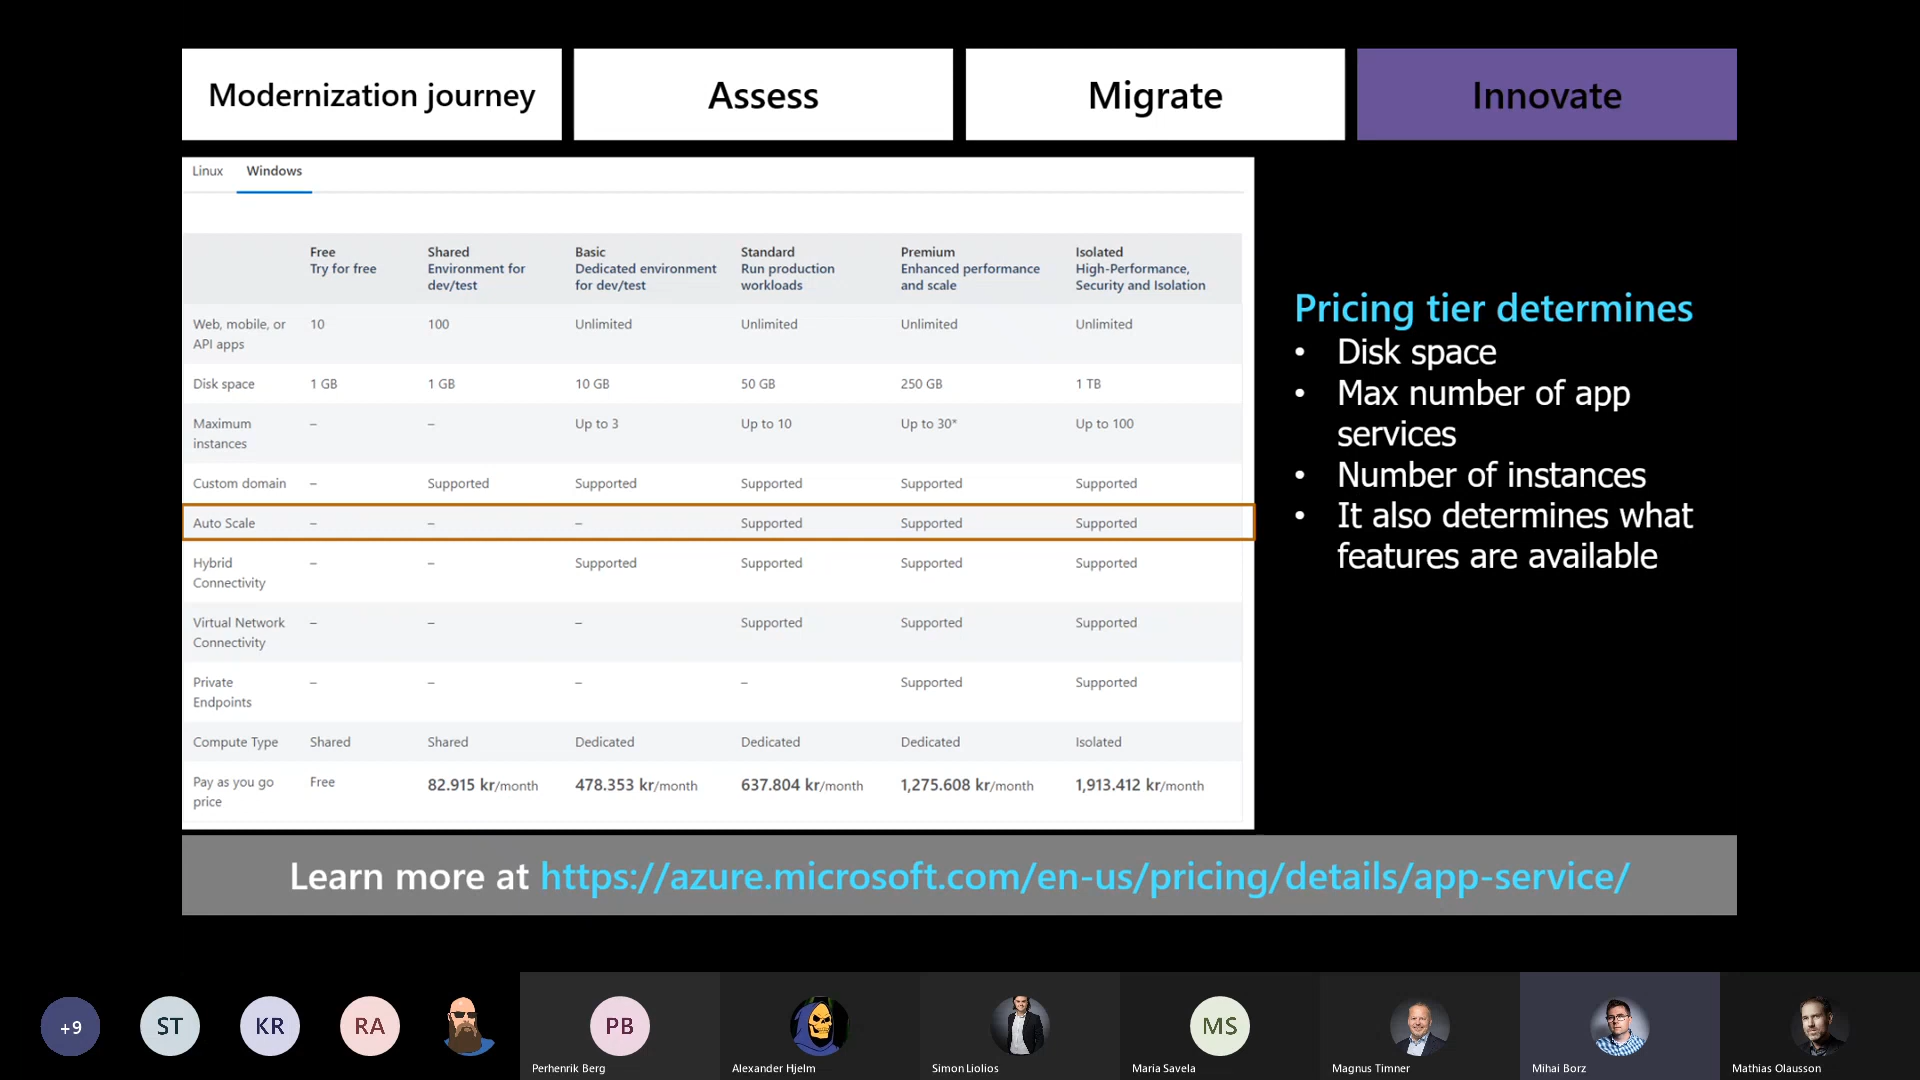 Modernization journey
Assess
Migrate
Innovate
Linux
Windows
Free
Try for free
Shared
Environment for
dev/test
Basic
Dedicated environment
for dev/test
Standard
Run production
workloads
Premium
Enhanced performance
and scale
Isolated
High-Performance,
Security and Isolation
Web, mobile, or
API apps
10
100
Unlimited
Unlimited
Unlimited
Unlimited
Disk space
1 GB
1 GB
10 GB
50 GB
250 GB
1 TB
Maximum
instances
–
–
Up to 3
Up to 10
Up to 30*
Up to 100
Custom domain
–
Supported
Supported
Supported
Supported
Supported
Auto Scale
–
–
–
Supported
Supported
Supported
Hybrid
Connectivity
–
–
Supported
Supported
Supported
Supported
Virtual Network
Connectivity
–
–
–
Supported
Supported
Supported
Private
Endpoints
–
–
–
–
Supported
Supported
Compute Type
Shared
Shared
Dedicated
Dedicated
Dedicated
Isolated
Pay as you go
price
Free
82.915 kr/month
478.353 kr/month
637.804 kr/month
1,275.608 kr/month
1,913.412 kr/month
Pricing tier determines
• Disk space
• Max number of app
services
• Number of instances
• It also determines what
features are available
Learn more at https://azure.microsoft.com/en-us/pricing/details/app-service/
+9
ST
KR
RA
PB
Perhenrik Berg
Alexander Hjelm
Simon Liolios
MS
Maria Savela
Magnus Timner
Mihai Borz
Mathias Olausson